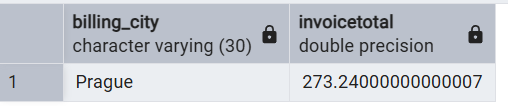 billing_city invoicetotal
character varying (30) double precision
1 Prague 273.24000000000007